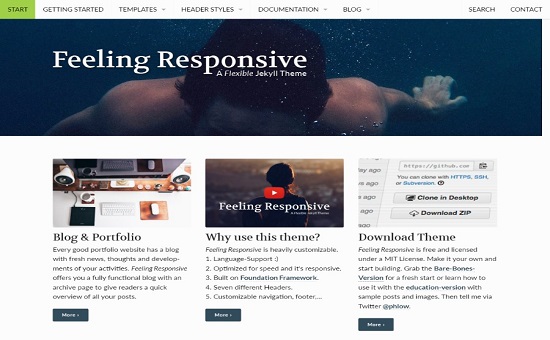 START GETTING STARTED TEMPLATES HEADER STYLES DOCUMENTATION BLOG SEARCH CONTACT
Feeling Responsive
A Flexible Jekyll Theme
Feeling Responsive
A Flexible Jekyll Theme
https://github.com
You can clone with HTTPS, SSH,
or Subversion.
Clone in Desktop
Download ZIP
ago
ago
ago
Blog & Portfolio
Every good portfolio website has a blog
with fresh news, thoughts and develop-
ments of your activities. Feeling Responsive
offers you a fully functional blog with an
archive page to give readers a quick
overview of all your posts.
More ›
Why use this theme?
Feeling Responsive is heavily customizable.
1. Language-Support :)
2. Optimized for speed and it's responsive.
3. Built on Foundation Framework.
4. Seven different Headers.
5. Customizable navigation, footer,...
More ›
Download Theme
Feeling Responsive is free and licensed
under a MIT License. Make it your own and
start building. Grab the Bare-Bones-
Version for a fresh start or learn how to
use it with the education-version with
sample posts and images. Then tell me via
Twitter @phlow.
More ›